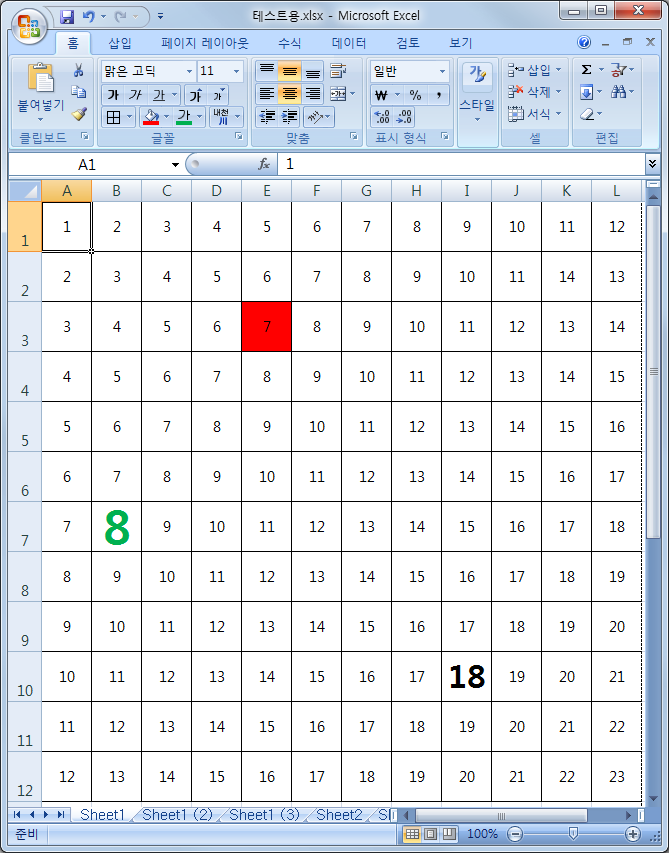 테스트용.xlsx - Microsoft Excel
홈 삽입 페이지 레이아웃 수식 데이터 검토 보기
붙여넣기 맑은 고딕 11 일반 스타일 삽입 삭제 서식
가 가 가 가 가 내천 ₩ % , Σ
클립보드 글꼴 맞춤 표시 형식 셀 편집
A1 fx 1
A B C D E F G H I J K L
1 1 2 3 4 5 6 7 8 9 10 11 12
2 2 3 4 5 6 7 8 9 10 11 14 13
3 3 4 5 6 7 8 9 10 11 12 13 14
4 4 5 6 7 8 9 10 11 12 13 14 15
5 5 6 7 8 9 10 11 12 13 14 15 16
6 6 7 8 9 10 11 12 13 14 15 16 17
7 7 8 9 10 11 12 13 14 15 16 17 18
8 8 9 10 11 12 13 14 15 16 17 18 19
9 9 10 11 12 13 14 15 16 17 18 19 20
10 10 11 12 13 14 15 16 17 18 19 20 21
11 11 12 13 14 15 16 17 18 19 20 21 22
12 12 13 14 15 16 17 18 19 20 21 22 23
Sheet1 Sheet1 (2) Sheet1 (3) Sheet2
준비 100%